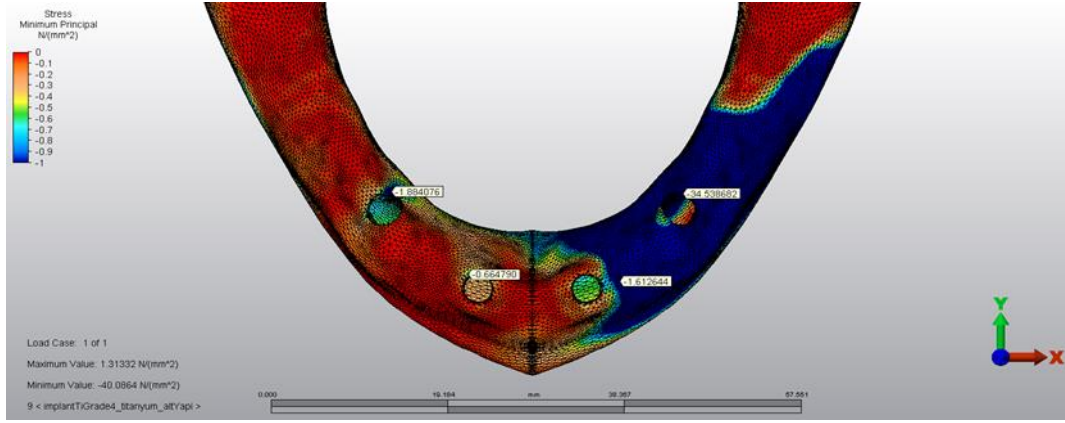 Stress
Minimum Principal
N/(mm^2)
0
-0.1
-0.2
-0.3
-0.4
-0.5
-0.6
-0.7
-0.8
-0.9
-1
-1.884076
-34.538682
-0.664790
-1.612644
Load Case: 1 of 1
Maximum Value: 1.31332 N/(mm^2)
Minimum Value: -40.0864 N/(mm^2)
9 < implantTiGrade4_titanyum_altYapi >
0.000 19.194 mm 38.387 57.581
Y
X